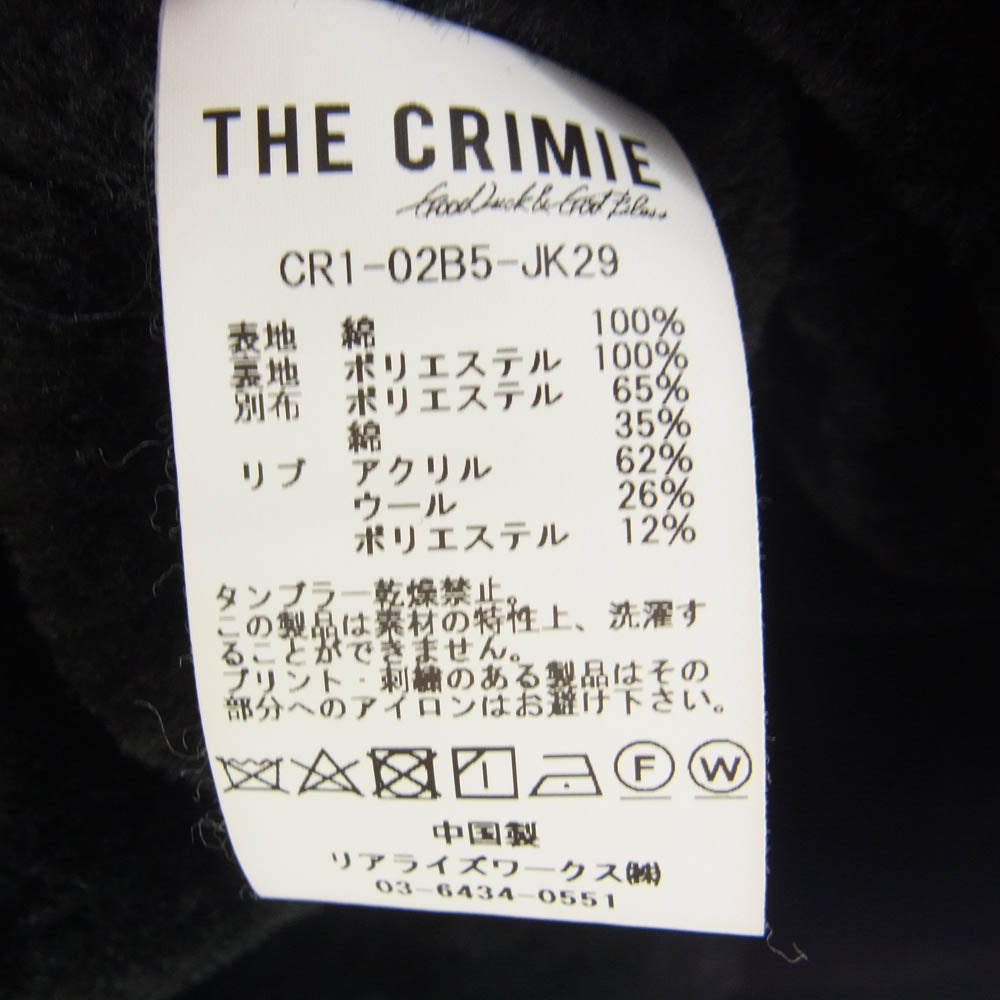 THE CRIMIE
Good Luck & God Bless
CR1-02B5-JK29
表地 綿 100%
裏地 ポリエステル 100%
別布 ポリエステル 65%
綿 35%
リブ アクリル 62%
ウール 26%
ポリエステル 12%
タンブラー乾燥禁止。
この製品は素材の特性上、洗濯す
ることができません。
プリント・刺繍のある製品はその
部分へのアイロンはお避け下さい。
F W
中国製
リアライズワークス㈱
03-6434-0551